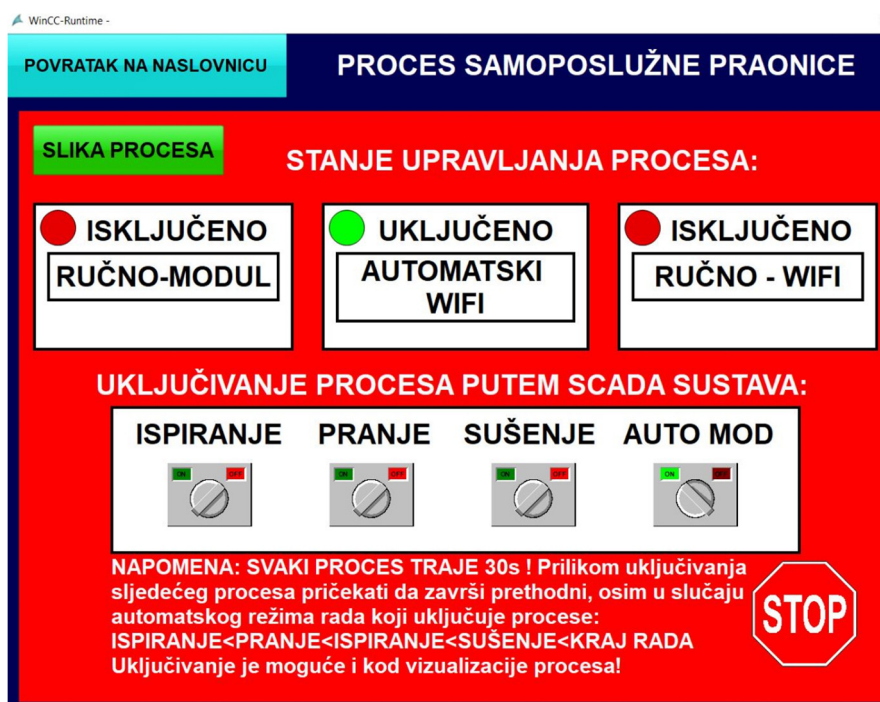 WinCC-Runtime -
POVRATAK NA NASLOVNICU
PROCES SAMOPOSLUŽNE PRAONICE
SLIKA PROCESA
STANJE UPRAVLJANJA PROCESA:
ISKLJUČENO
RUČNO-MODUL
UKLJUČENO
AUTOMATSKI
WIFI
ISKLJUČENO
RUČNO - WIFI
UKLJUČIVANJE PROCESA PUTEM SCADA SUSTAVA:
ISPIRANJE PRANJE SUŠENJE AUTO MOD
ON OFF ON OFF ON OFF ON OFF
NAPOMENA: SVAKI PROCES TRAJE 30s ! Prilikom uključivanja
sljedećeg procesa pričekati da završi prethodni, osim u slučaju
automatskog režima rada koji uključuje procese:
ISPIRANJE<PRANJE<ISPIRANJE<SUŠENJE<KRAJ RADA
Uključivanje je moguće i kod vizualizacije procesa!
STOP